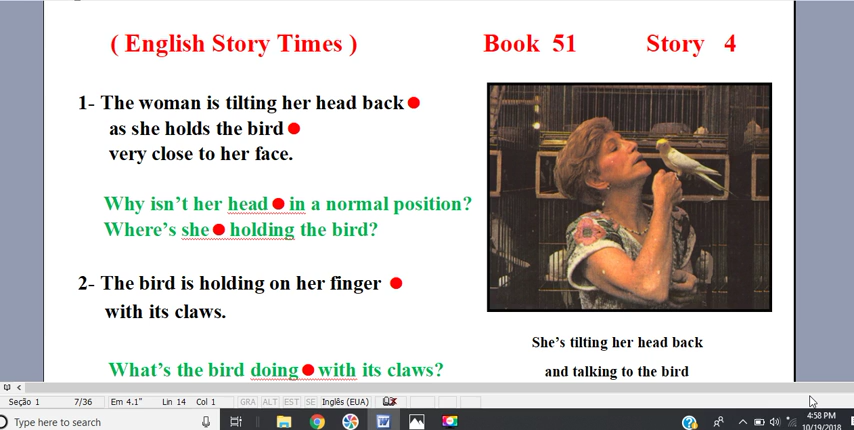 ( English Story Times ) Book 51 Story 4
1- The woman is tilting her head back
as she holds the bird
very close to her face.
Why isn't her head in a normal position?
Where's she holding the bird?
2- The bird is holding on her finger
with its claws.
What's the bird doing with its claws?
She's tilting her head back
and talking to the bird
Seção 1 7/36 Em 4.1" Lin 14 Col 1 GRA ALT EST SE Inglês (EUA)
Type here to search
4:58 PM
10/19/2018